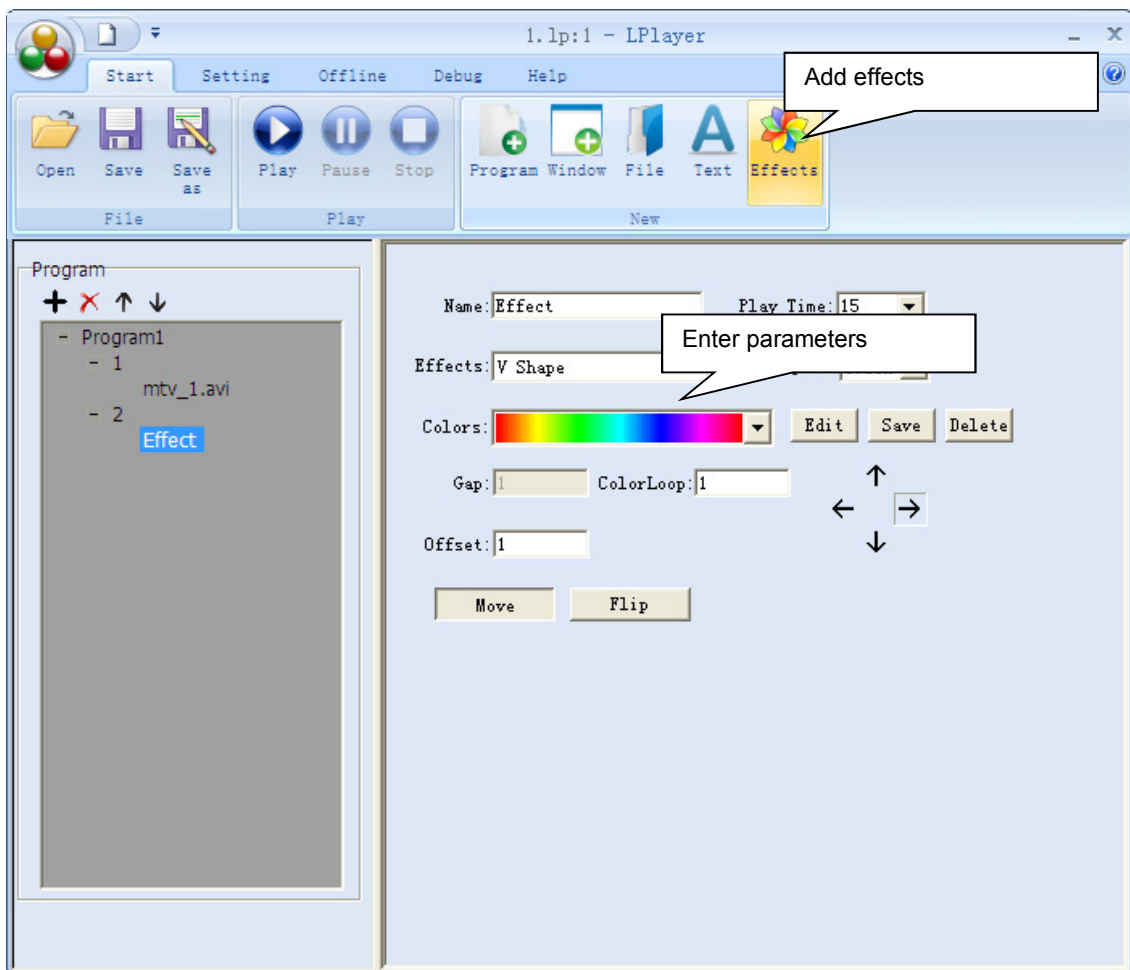 1.lp:1 - LPlayer
Start Setting Offline Debug Help
Add effects
Open Save Save as Play Pause Stop Program Window File Text Effects
File Play New
Program
- Program1
- 1
mtv_1.avi
- 2
Effect
Name: Effect Play Time: 15
Enter parameters
Effects: V Shape
Colors: Edit Save Delete
Gap: 1 ColorLoop: 1
Offset: 1
Move Flip